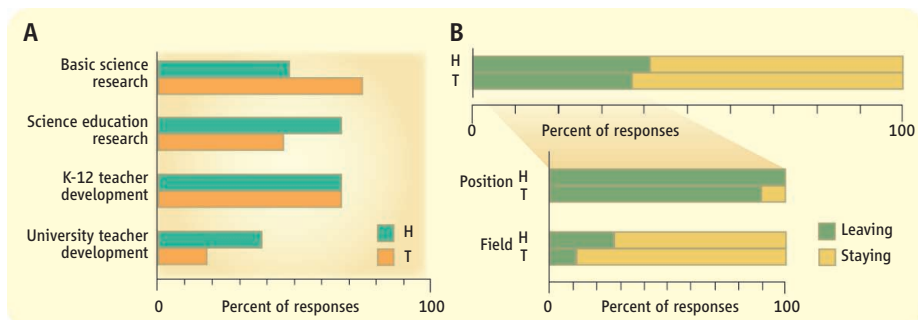 A
Basic science
research
Science education
research
K-12 teacher
development
University teacher
development
H
T
0
100
Percent of responses
B
H
T
0
Percent of responses
100
Position H
T
Field H
T
Leaving
Staying
0
Percent of responses
100